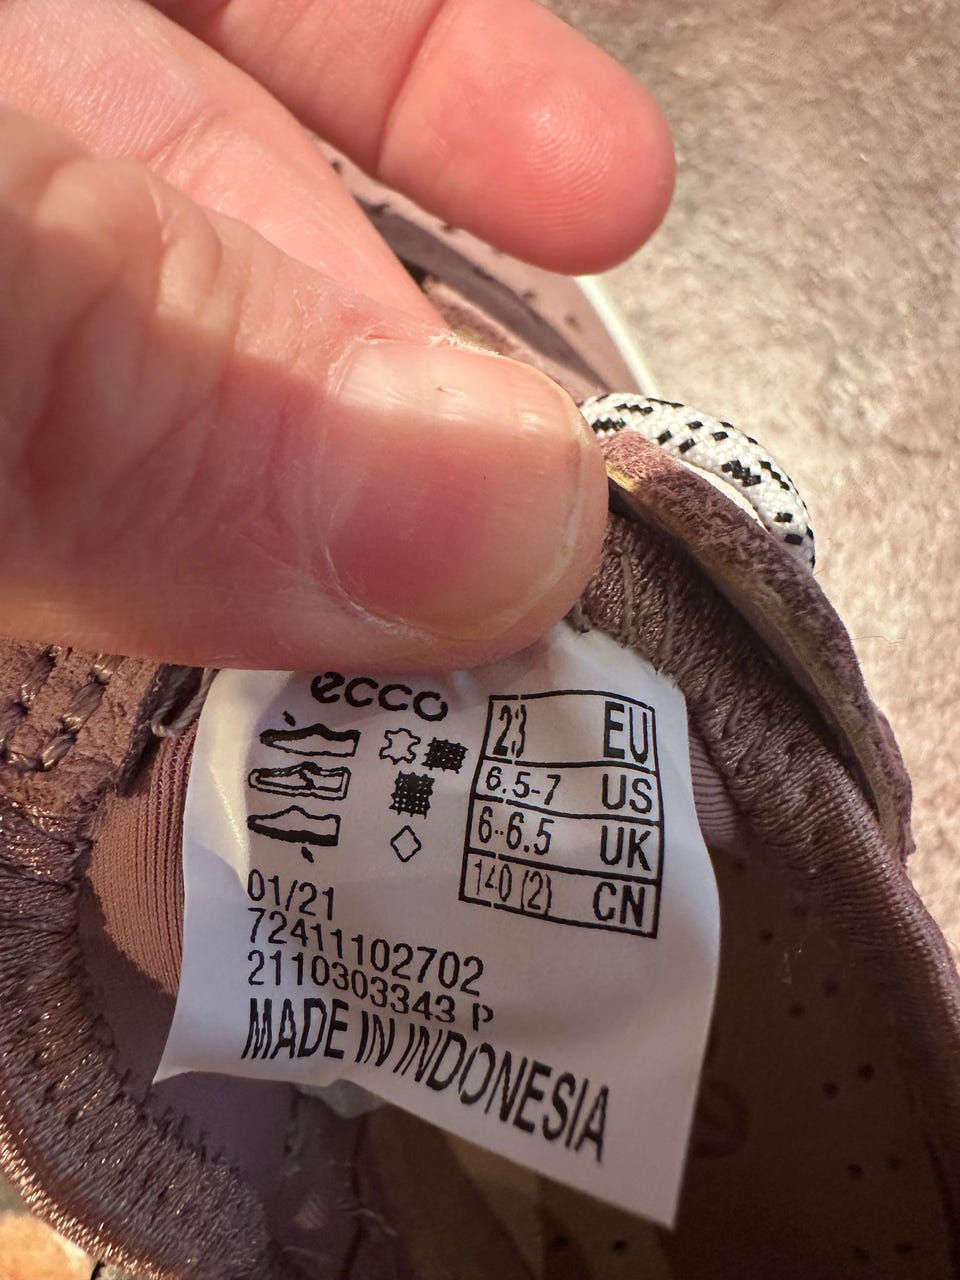 ecco
23 EU
6.5-7 US
6-6.5 UK
140 (2) CN
01/21
72411102702
2110303343 P
MADE IN INDONESIA